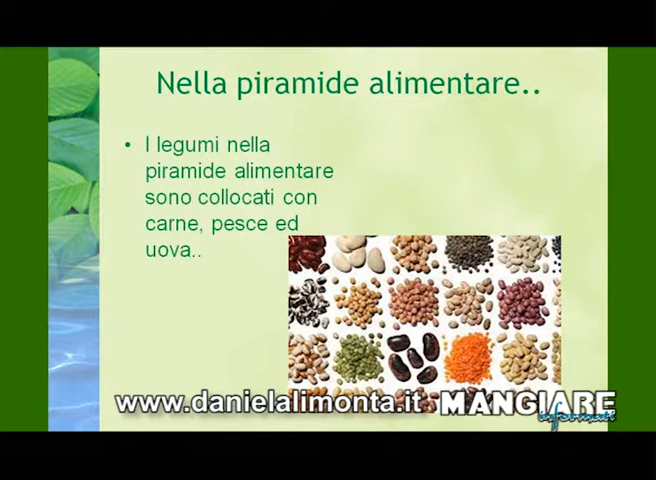 Nella piramide alimentare..
• I legumi nella
piramide alimentare
sono collocati con
carne, pesce ed
uova..
www.danielalimonta.it MANGIARE
informati